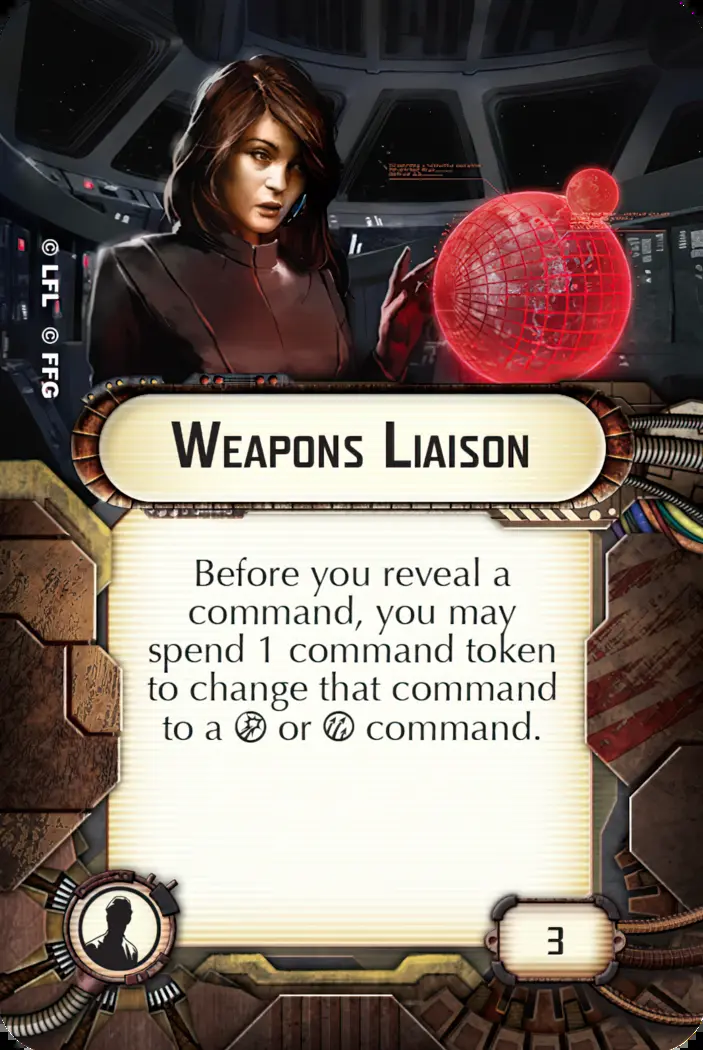 © LFL © FFG
Weapons Liaison
Before you reveal a
command, you may
spend 1 command token
to change that command
to a or command.
3